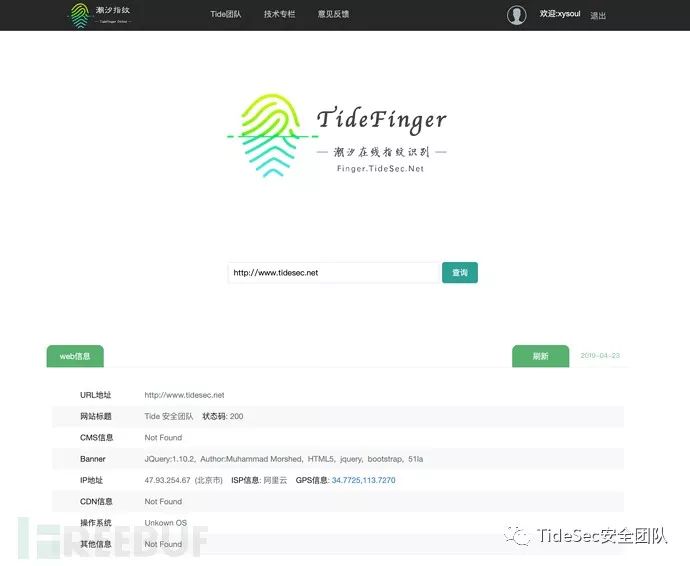 潮汐指纹 Tide团队 技术专栏 意见反馈 欢迎:xysoul 退出
— TideFinger Online —
TideFinger
— 潮汐在线指纹识别 —
Finger.TideSec.Net
http://www.tidesec.net 查询
web信息 刷新 2019-04-23
URL地址 http://www.tidesec.net
网站标题 Tide 安全团队 状态码: 200
CMS信息 Not Found
Banner JQuery:1.10.2, Author:Muhammad Morshed, HTML5, jquery, bootstrap, 51la
IP地址 47.93.254.67 (北京市) ISP信息: 阿里云 GPS信息: 34.7725,113.7270
CDN信息 Not Found
操作系统 Unkown OS
其他信息 Not Found
FREEBUF
TideSec安全团队